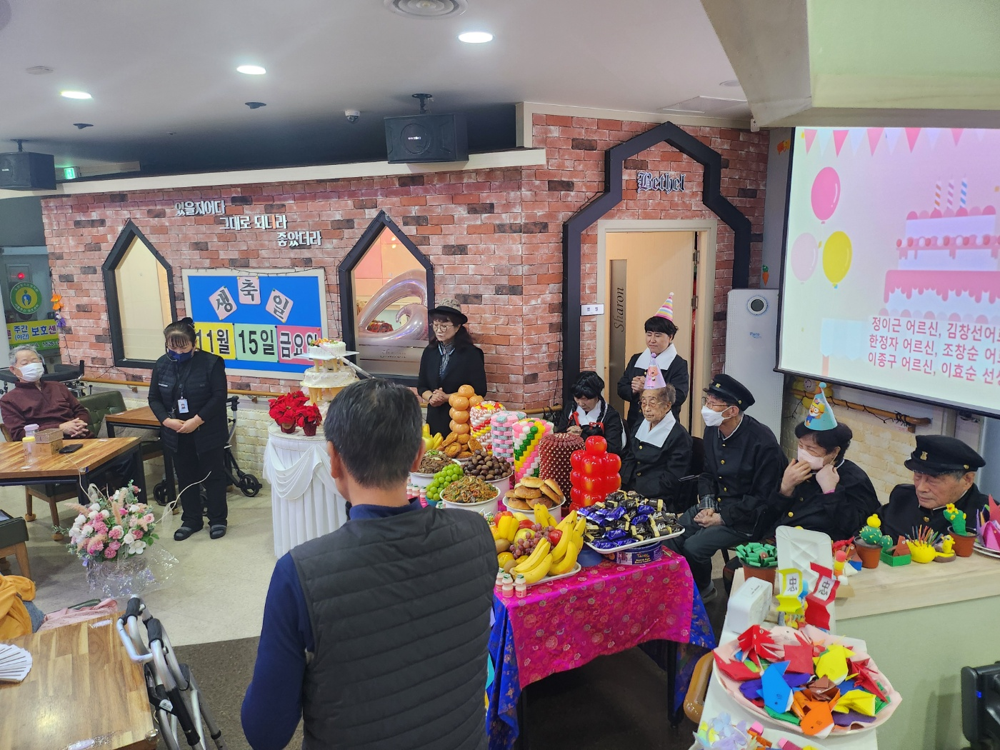 있을지어다
그대로 되니라
좋았더라
Bethel
Sharon
생 축 일
11월 15일 금요일
주간 보호센
(야간)
정이근 어르신, 김창선어
한정자 어르신, 조창순 어
이종구 어르신, 이효순 선
忠
忠